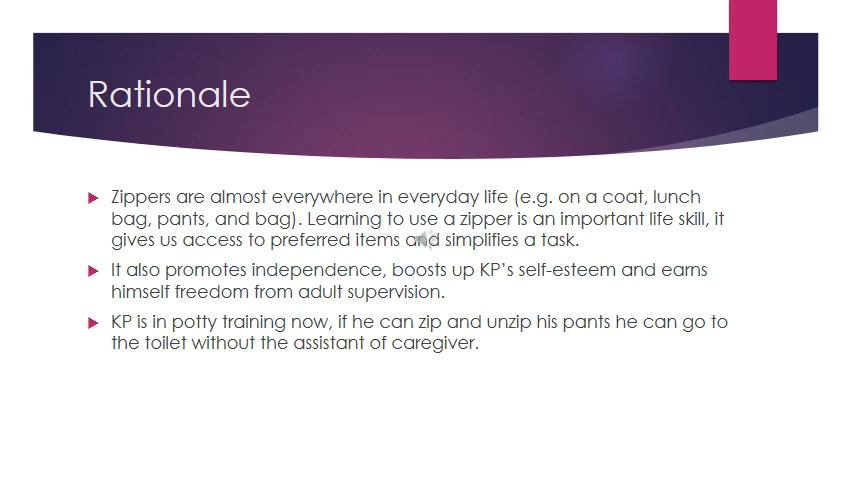 Rationale
Zippers are almost everywhere in everyday life (e.g. on a coat, lunch
bag, pants, and bag). Learning to use a zipper is an important life skill, it
gives us access to preferred items and simplifies a task.
It also promotes independence, boosts up KP’s self-esteem and earns
himself freedom from adult supervision.
KP is in potty training now, if he can zip and unzip his pants he can go to
the toilet without the assistant of caregiver.